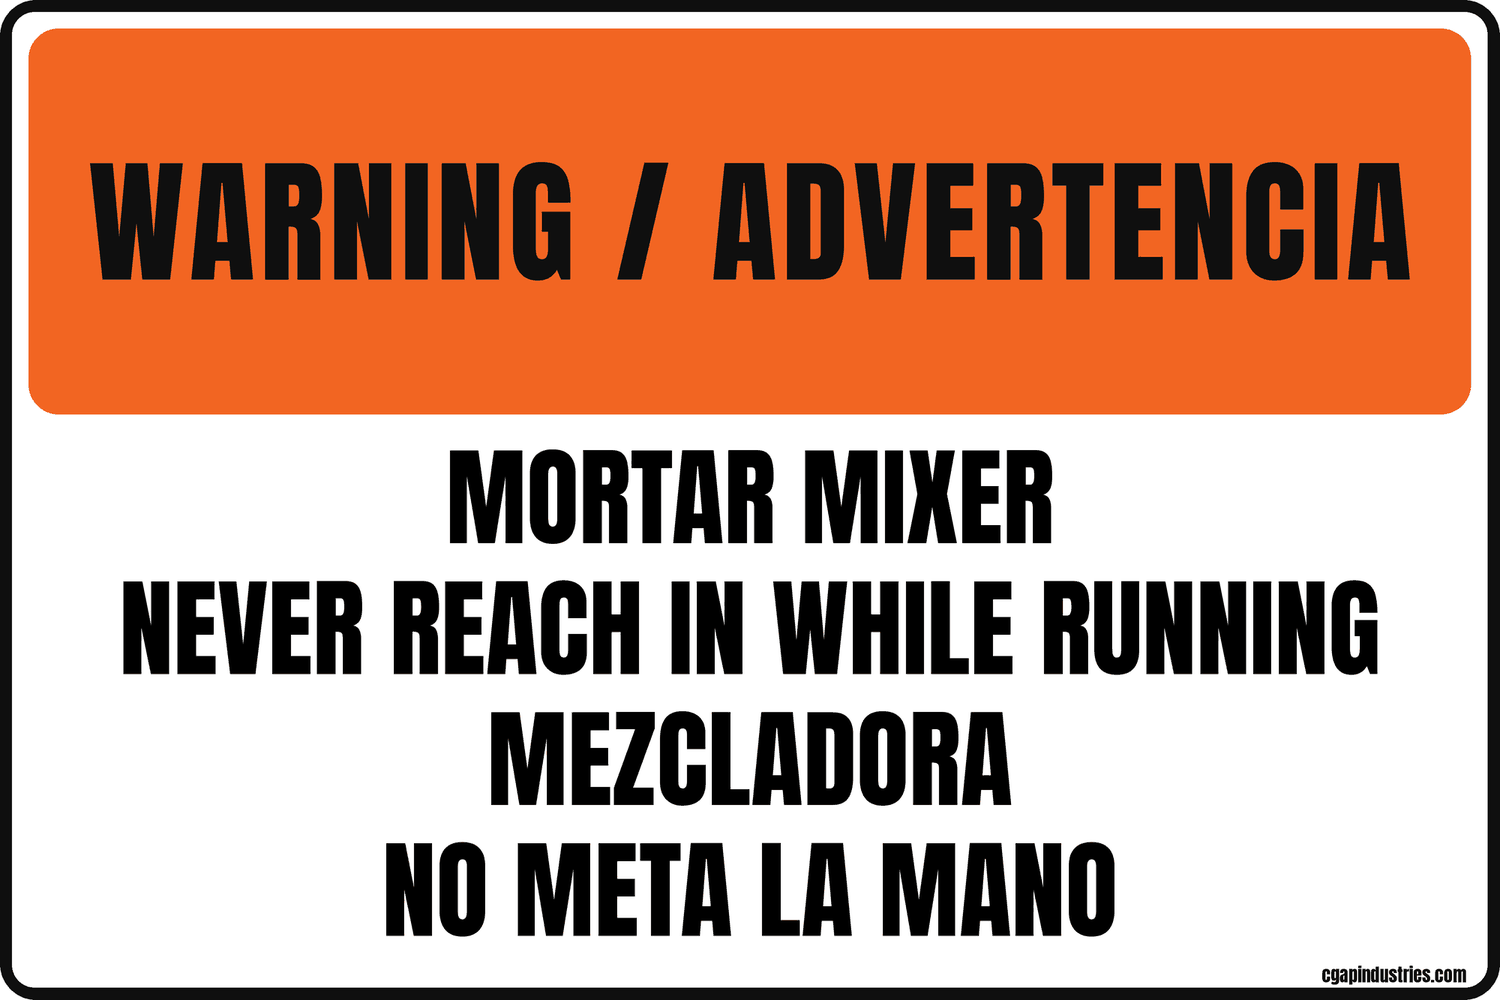 WARNING / ADVERTENCIA
MORTAR MIXER
NEVER REACH IN WHILE RUNNING
MEZCLADORA
NO META LA MANO
cgapindustries.com